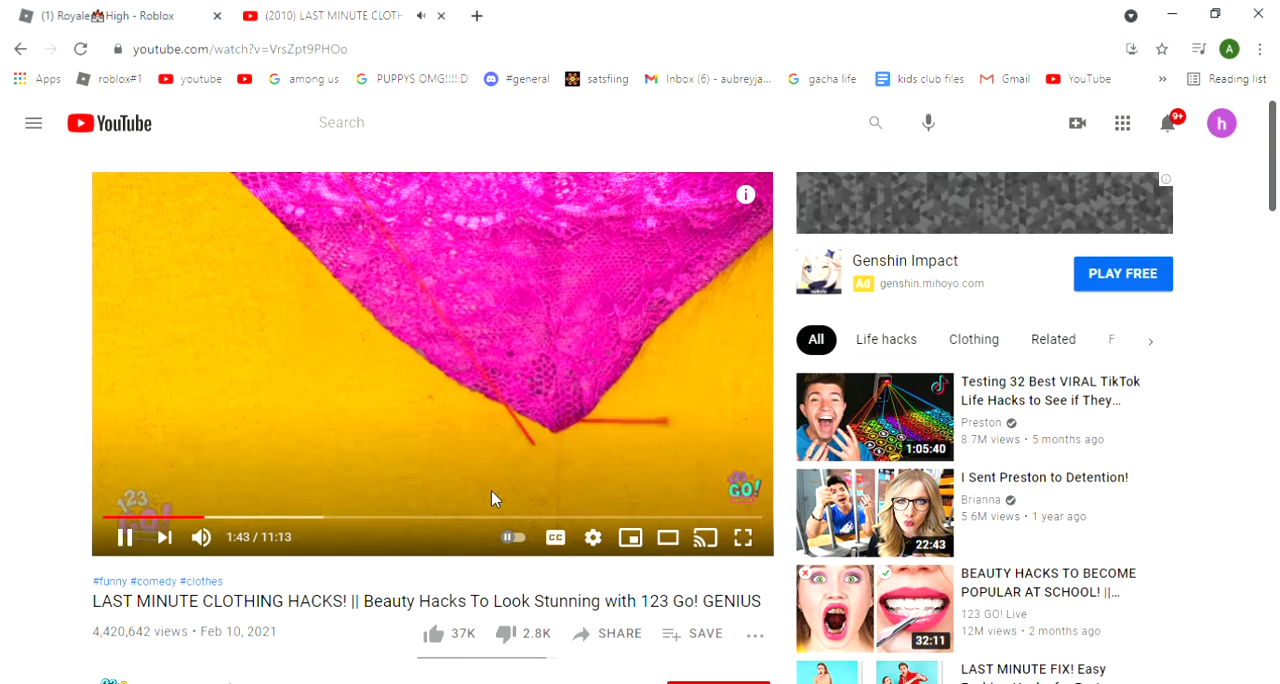 (1) Royale High - Roblox
(2010) LAST MINUTE CLOTH
youtube.com/watch?v=VrsZpt9PHOo
A
Apps
roblox#1
youtube
among us
PUPPYS OMG!!!!:D
#general
satsfiing
Inbox (6) - aubreyja...
gacha life
kids club files
Gmail
YouTube
»
Reading list
YouTube
Search
9+
h
i
123 GO!
GO!
1:43 / 11:13
CC
Genshin Impact
Ad genshin.mihoyo.com
PLAY FREE
All
Life hacks
Clothing
Related
F
Testing 32 Best VIRAL TikTok
Life Hacks to See if They...
Preston
8.7M views • 5 months ago
1:05:40
I Sent Preston to Detention!
Brianna
5.6M views • 1 year ago
22:43
BEAUTY HACKS TO BECOME
POPULAR AT SCHOOL! ||...
123 GO! Live
12M views • 2 months ago
32:11
LAST MINUTE FIX! Easy
#funny #comedy #clothes
LAST MINUTE CLOTHING HACKS! || Beauty Hacks To Look Stunning with 123 Go! GENIUS
4,420,642 views • Feb 10, 2021
37K
2.8K
SHARE
SAVE
...